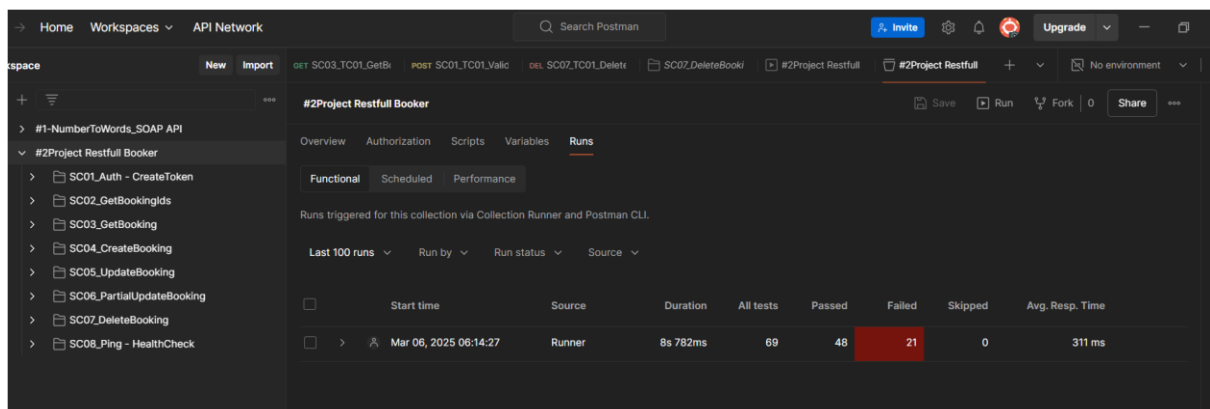 Home Workspaces API Network Search Postman Invite Upgrade
kspace New Import GET SC03_TC01_GetB POST SC01_TC01_Valic DEL SC07_TC01_Delete SC07_DeleteBooki #2Project Restfull #2Project Restfull No environment
#2Project Restfull Booker Save Run Fork 0 Share
#1-NumberToWords_SOAP API
#2Project Restfull Booker
SC01_Auth - CreateToken
SC02_GetBookingIds
SC03_GetBooking
SC04_CreateBooking
SC05_UpdateBooking
SC06_PartialUpdateBooking
SC07_DeleteBooking
SC08_Ping - HealthCheck
Overview Authorization Scripts Variables Runs
Functional Scheduled Performance
Runs triggered for this collection via Collection Runner and Postman CLI.
Last 100 runs Run by Run status Source
Start time Source Duration All tests Passed Failed Skipped Avg. Resp. Time
Mar 06, 2025 06:14:27 Runner 8s 782ms 69 48 21 0 311 ms